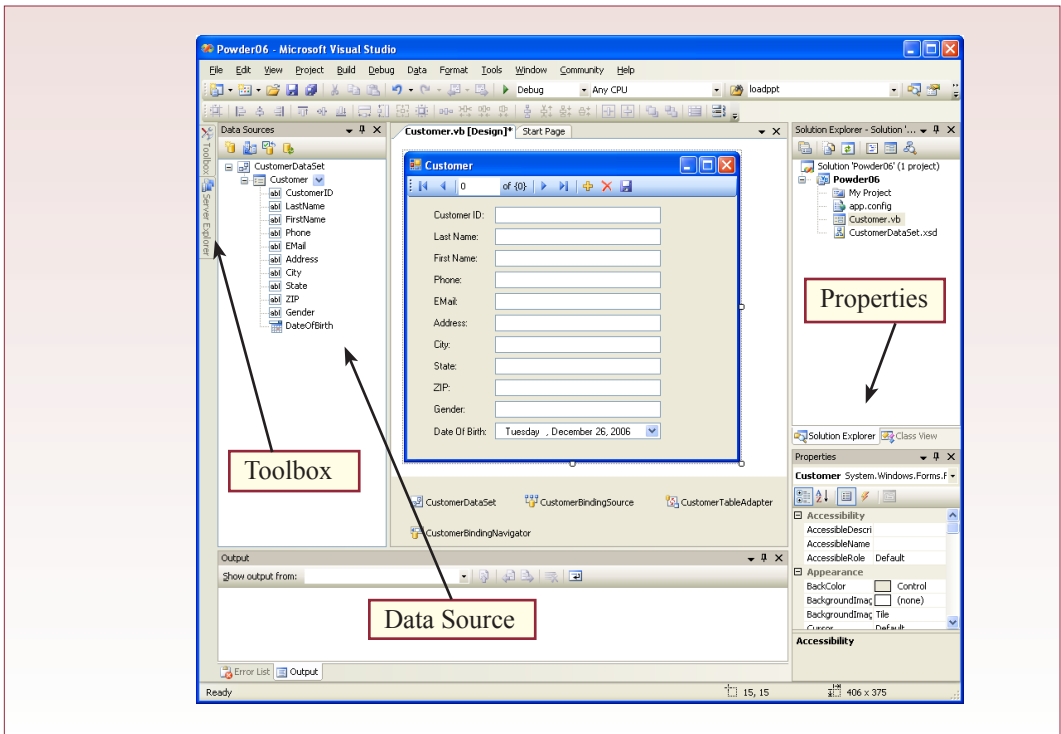 Powder06 - Microsoft Visual Studio
File Edit View Project Build Debug Data Format Tools Window Community Help
Debug Any CPU loadppt
Data Sources
Customer.vb [Design]* Start Page
Solution Explorer - Solution '...
Toolbox
Server Explorer
CustomerDataSet
Customer
CustomerID
LastName
FirstName
Phone
EMail
Address
City
State
ZIP
Gender
DateOfBirth
Customer
0 of {0}
Customer ID:
Last Name:
First Name:
Phone:
EMail:
Address:
City:
State:
ZIP:
Gender:
Date Of Birth: Tuesday , December 26, 2006
Solution 'Powder06' (1 project)
Powder06
My Project
app.config
Customer.vb
CustomerDataSet.xsd
Properties
Toolbox
Data Source
CustomerDataSet CustomerBindingSource CustomerTableAdapter
CustomerBindingNavigator
Solution Explorer Class View
Properties
Customer System.Windows.Forms.F
Accessibility
AccessibleDescri
AccessibleName
AccessibleRole Default
Appearance
BackColor Control
BackgroundImag (none)
BackgroundImag Tile
Cursor Default
Accessibility
Output
Show output from:
Error List Output
Ready 15, 15 406 x 375